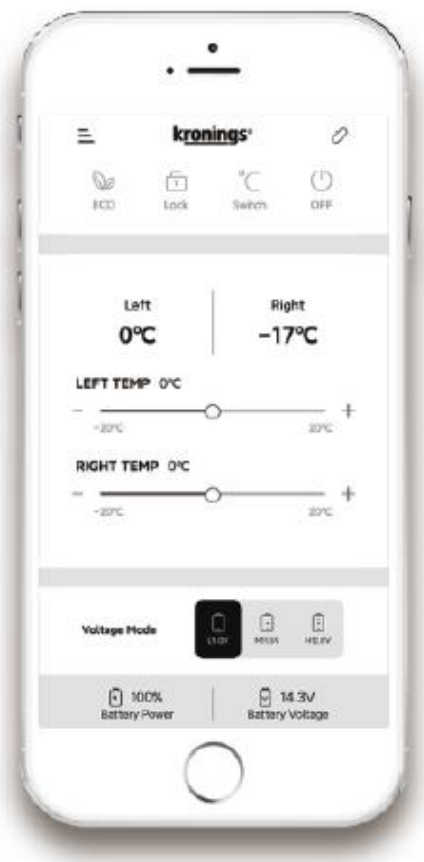 kronings®
°C
ECO Lock Switch OFF
Left Right
0°C -17°C
LEFT TEMP 0°C
- +
-20°C 20°C
RIGHT TEMP 0°C
- +
-20°C 20°C
Voltage Mode
100% 14.3V
Battery Power Battery Voltage